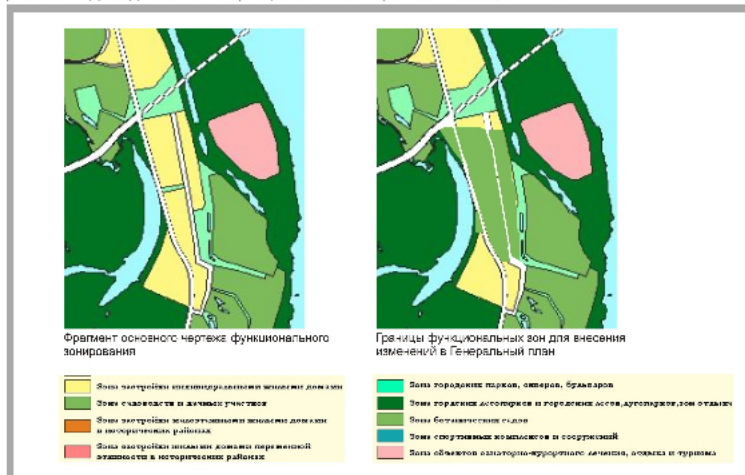 Фрагмент основного чертежа функционального
зонирования
Границы функциональных зон для внесения
изменений в Генеральный план
Зона застройки индивидуальными жилыми домами
Зона садоводств и дачных участков
Зона застройки малоэтажными жилыми домами
в исторических районах
Зона застройки жилыми домами переменной
этажности в исторических районах
Зона городских парков, скверов, бульваров
Зона городских лесопарков и городских лесов, лугопарков, зон отдыха
Зона ботанических садов
Зона спортивных комплексов и сооружений
Зона объектов санаторно-курортного лечения, отдыха и туризма